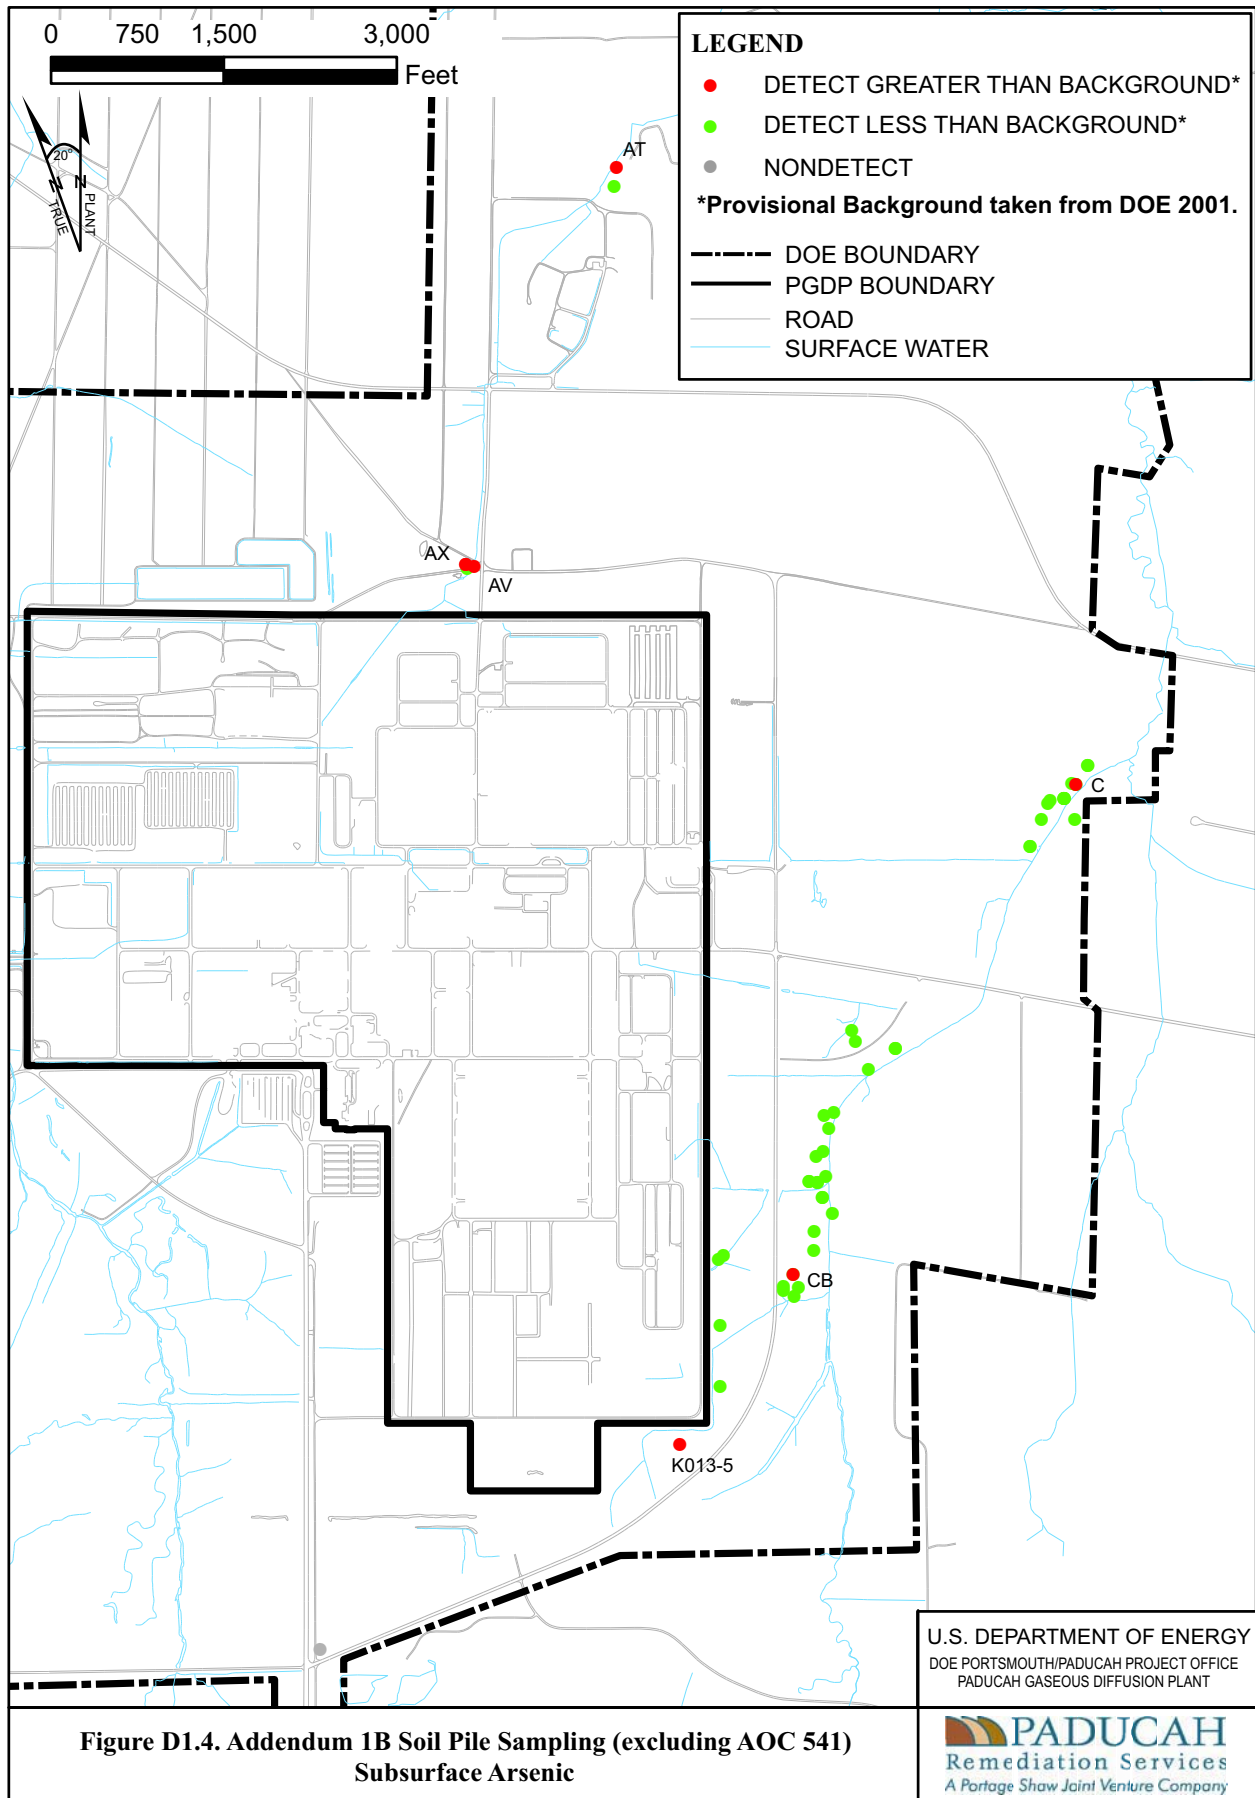 0 750 1,500 3,000
Feet
20°
N N
TRUE PLANT
LEGEND
DETECT GREATER THAN BACKGROUND*
DETECT LESS THAN BACKGROUND*
NONDETECT
*Provisional Background taken from DOE 2001.
DOE BOUNDARY
PGDP BOUNDARY
ROAD
SURFACE WATER
AT
AX
AV
C
CB
K013-5
U.S. DEPARTMENT OF ENERGY
DOE PORTSMOUTH/PADUCAH PROJECT OFFICE
PADUCAH GASEOUS DIFFUSION PLANT
Figure D1.4. Addendum 1B Soil Pile Sampling (excluding AOC 541)
Subsurface Arsenic
PADUCAH
Remediation Services
A Portage Shaw Joint Venture Company